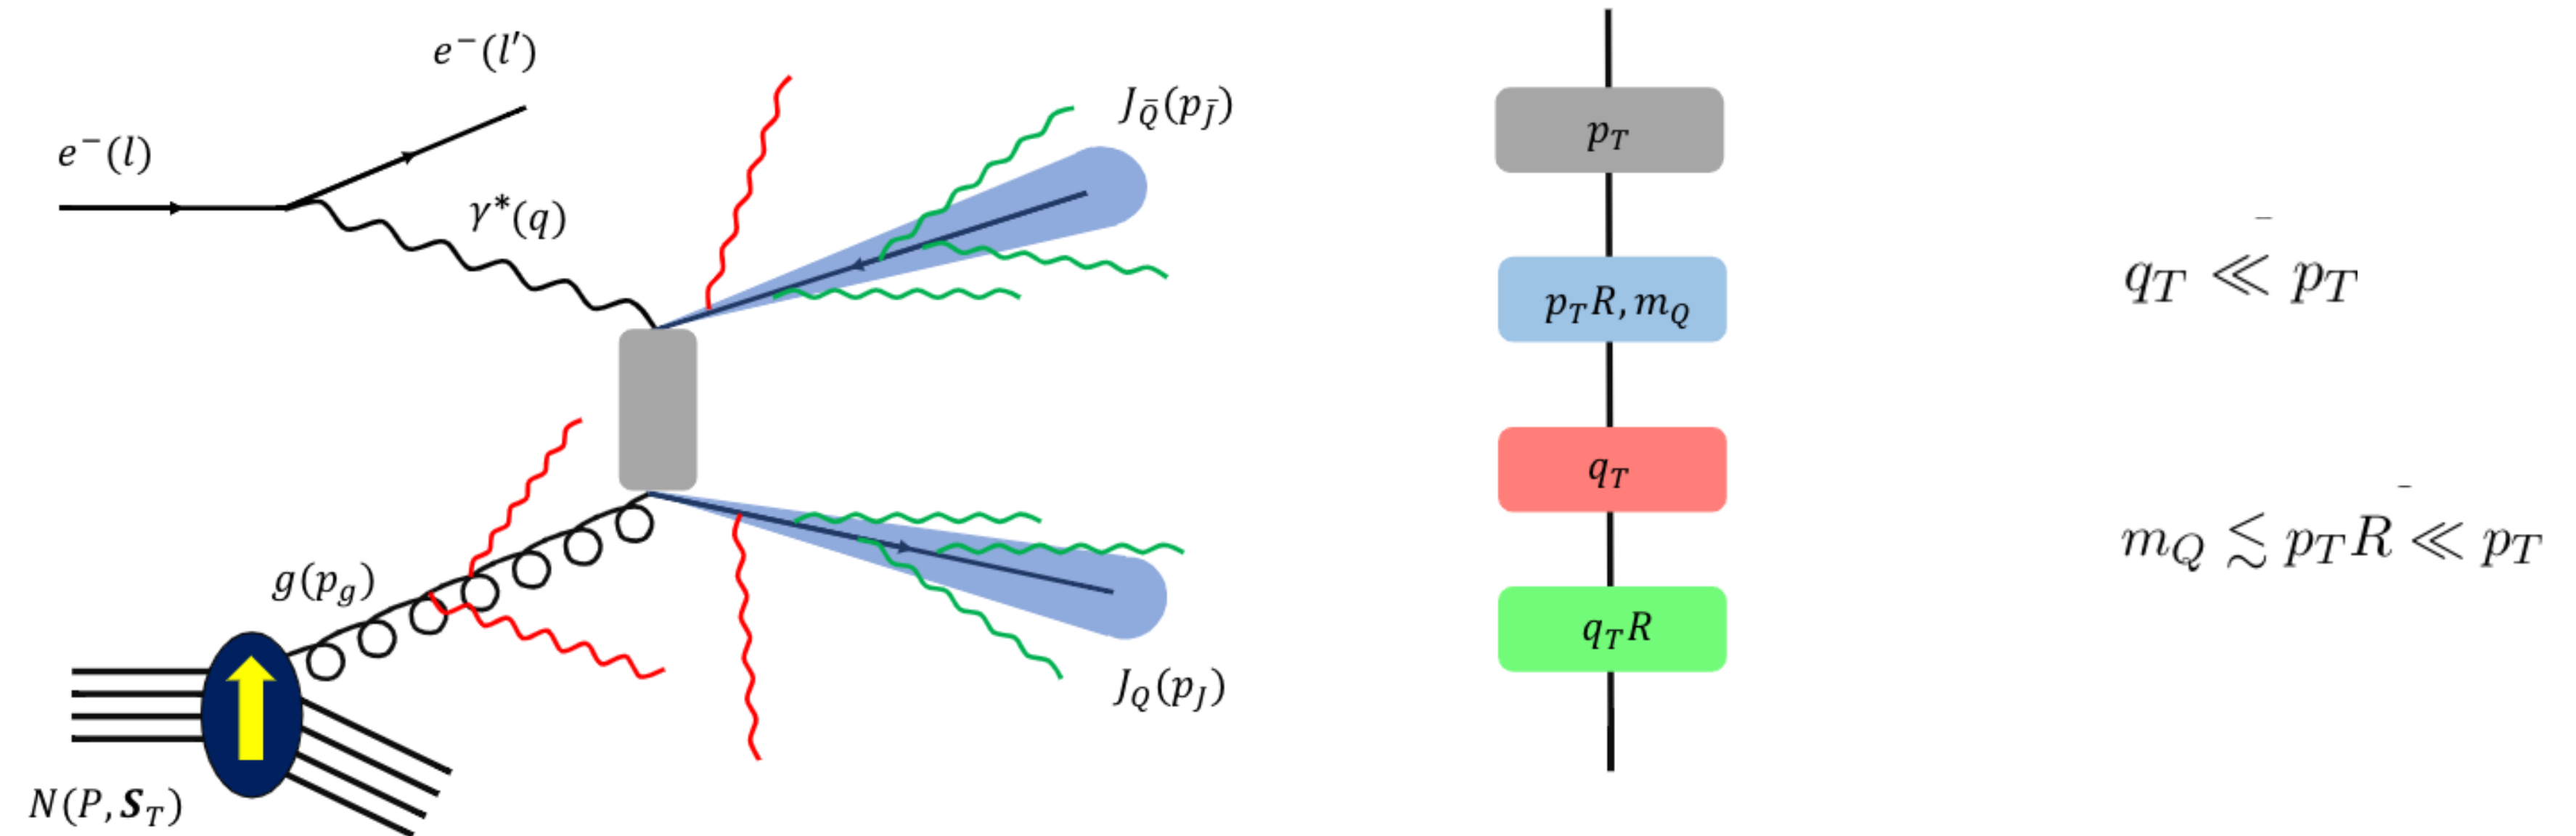 e⁻(l′)
e⁻(l)
γ*(q)
J_Q̄(p_J̄)
g(p_g)
N(P, S_T)
J_Q(p_J)
p_T
p_T R, m_Q
q_T
q_T R
q_T ≪ p_T
m_Q ≲ p_T R ≪ p_T